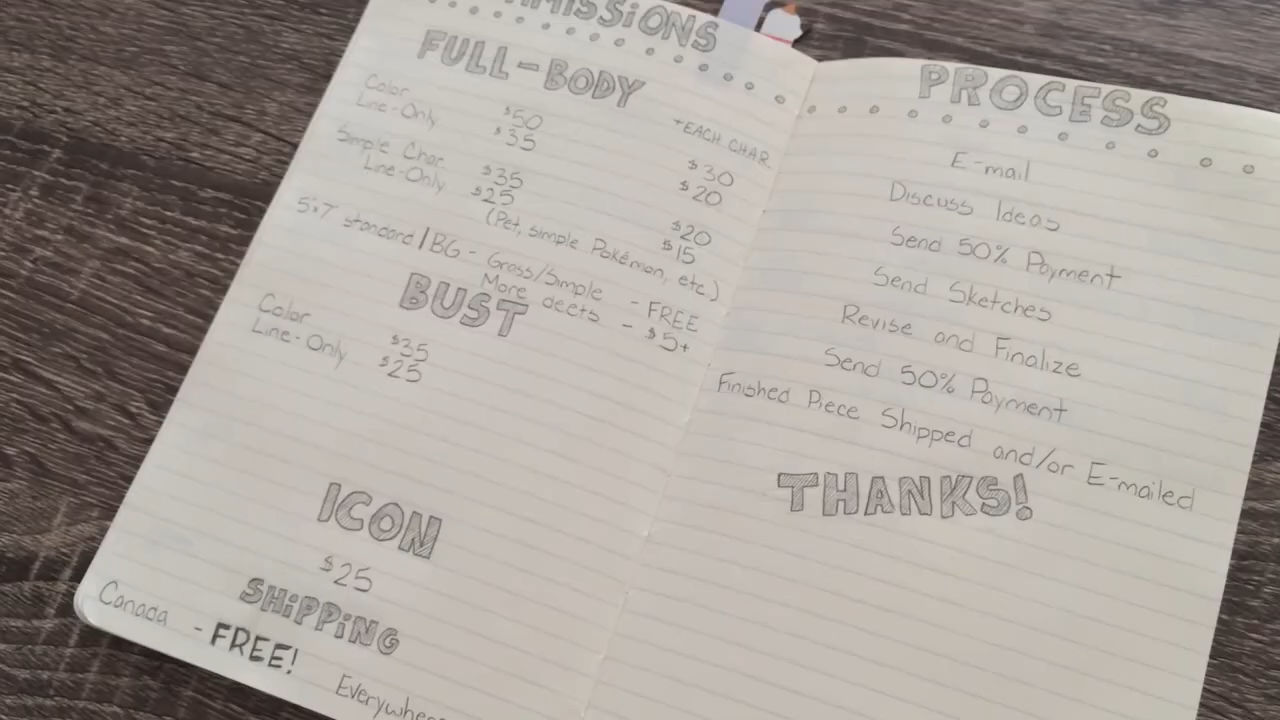 FULL-BODY
+EACH CHAR.
Color $50 $30
Line-Only $35 $20
Simple Char. $35 $20
Line-Only $25 $15
(Pet, simple Pokémon, etc.)
5x7 standard/BG - Grass/Simple - FREE
More deets - $5+
BUST
Color $35
Line-Only $25
ICON
$25
SHiPPiNG
Canada - FREE!
PROCESS
E-mail
Discuss Ideas
Send 50% Payment
Send Sketches
Revise and Finalize
Send 50% Payment
Finished Piece Shipped and/or E-mailed
THANKS!